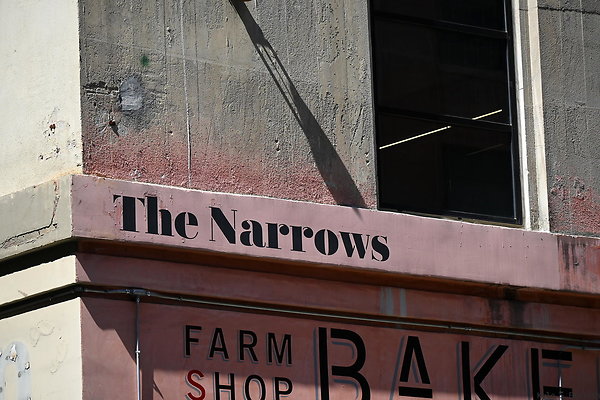 The Narrows
FARM
SHOP
BAKE